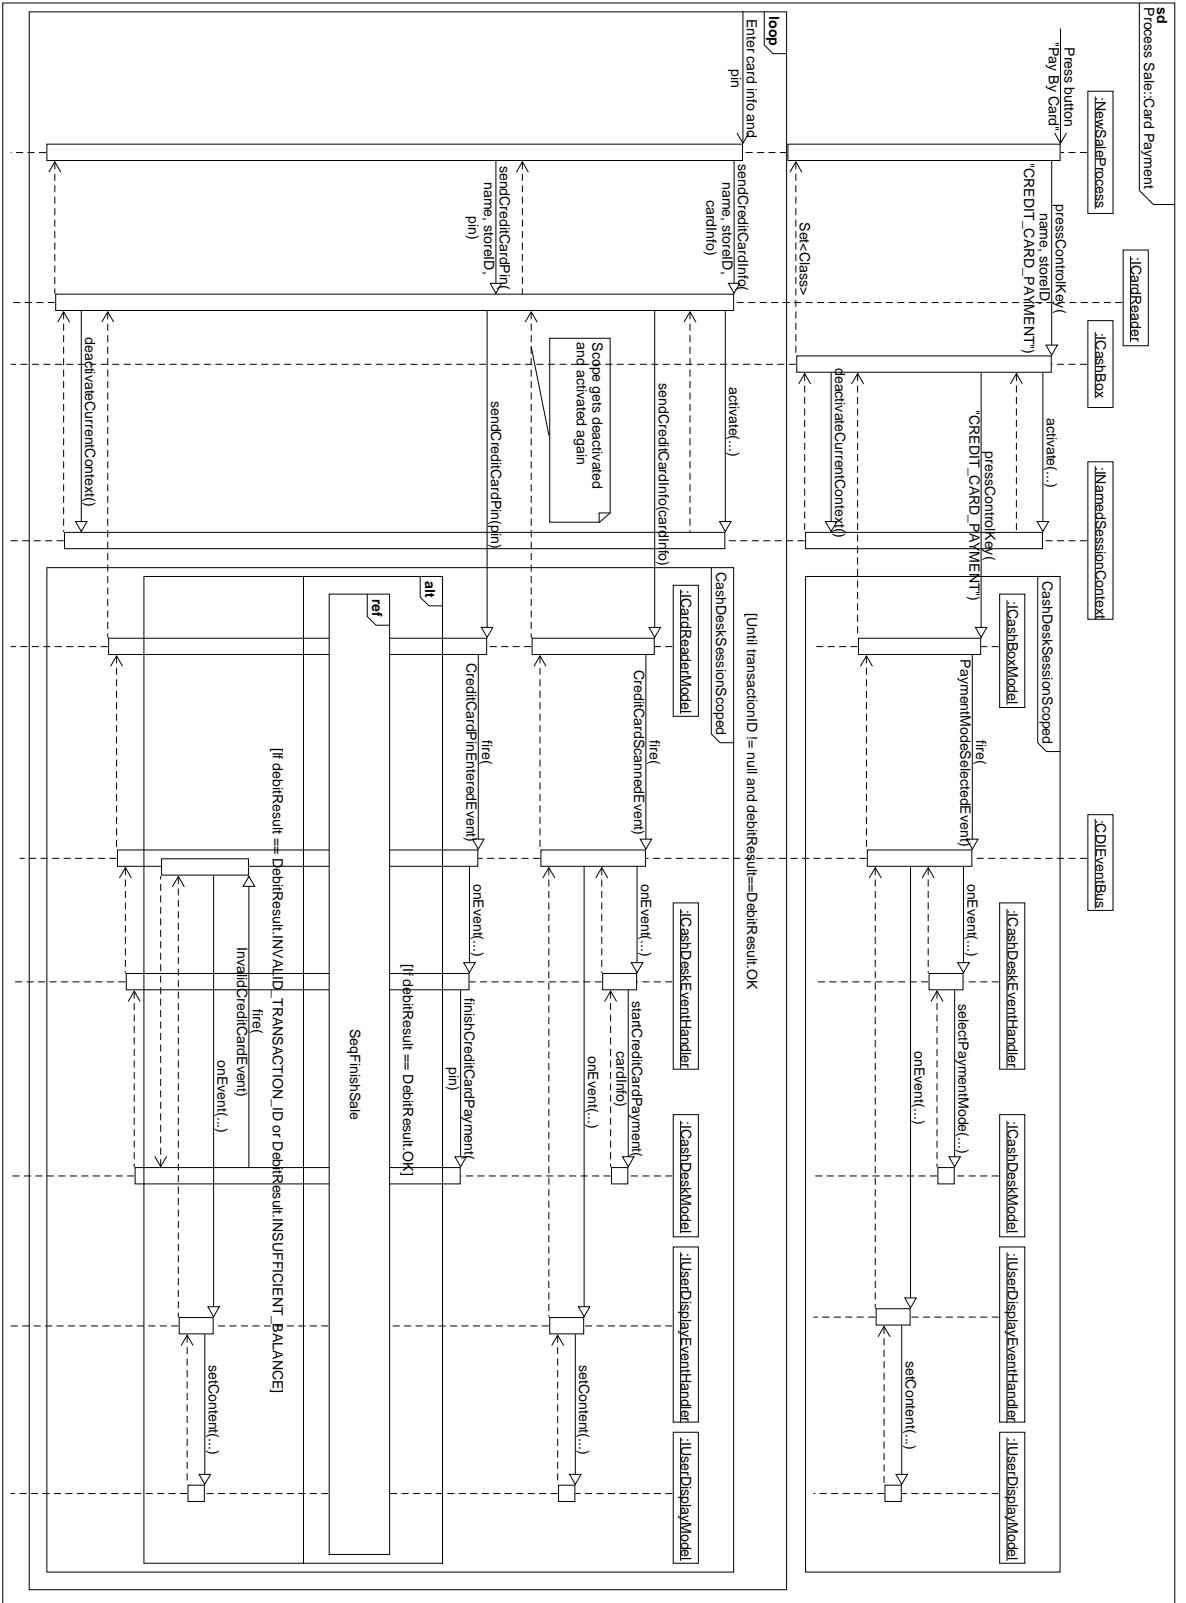 sd
Process Sale::Card Payment
:NewSaleProcess
:ICardReader
:ICashBox
:INamedSessionContext
:CDIEventBus
Press button
"Pay By Card"
pressControlKey(
name, storeID,
"CREDIT_CARD_PAYMENT")
activate(...)
CashDeskSessionScoped
:ICashBoxModel
:ICashDeskEventHandler
:ICashDeskModel
:IUserDisplayEventHandler
:IUserDisplayModel
pressControlKey(
"CREDIT_CARD_PAYMENT")
fire(
PaymentModeSelectedEvent)
onEvent(...)
selectPaymentMode(...)
onEvent(...)
setContent(...)
deactivateCurrentContext()
Set<Class>
loop
[Until transactionID != null and debitResult==DebitResult.OK
Enter card info and
pin
sendCreditCardInfo(
name, storeID,
cardInfo)
activate(...)
CashDeskSessionScoped
:ICardReaderModel
:ICashDeskEventHandler
:ICashDeskModel
:IUserDisplayEventHandler
:IUserDisplayModel
sendCreditCardInfo(cardInfo)
fire(
CreditCardScannedEvent)
onEvent(...)
startCreditCardPayment(
cardInfo)
onEvent(...)
setContent(...)
Scope gets deactivated
and activated again
sendCreditCardPin(
name, storeID,
pin)
sendCreditCardPin(pin)
fire(
CreditCardPinEnteredEvent)
onEvent(...)
finishCreditCardPayment(
pin)
alt
[If debitResult == DebitResult.OK]
ref
SeqFinishSale
[If debitResult == DebitResult.INVALID_TRANSACTION_ID or DebitResult.INSUFFICIENT_BALANCE]
fire(
InvalidCreditCardEvent)
onEvent(...)
setContent(...)
deactivateCurrentContext()